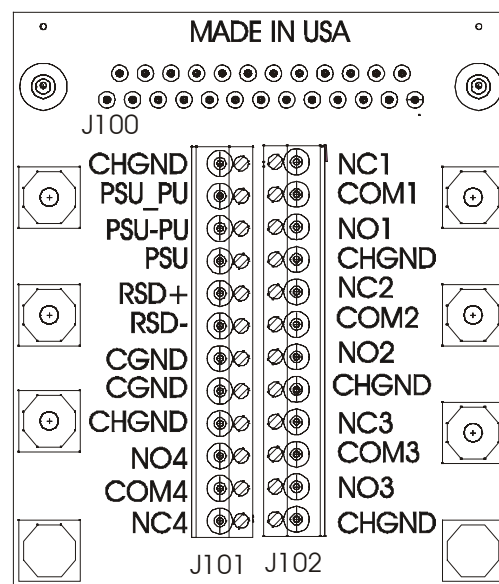 MADE IN USA
J100
CHGND NC1
PSU_PU COM1
PSU-PU NO1
PSU CHGND
RSD+ NC2
RSD- COM2
CGND NO2
CGND CHGND
CHGND NC3
NO4 COM3
COM4 NO3
NC4 CHGND
J101 J102